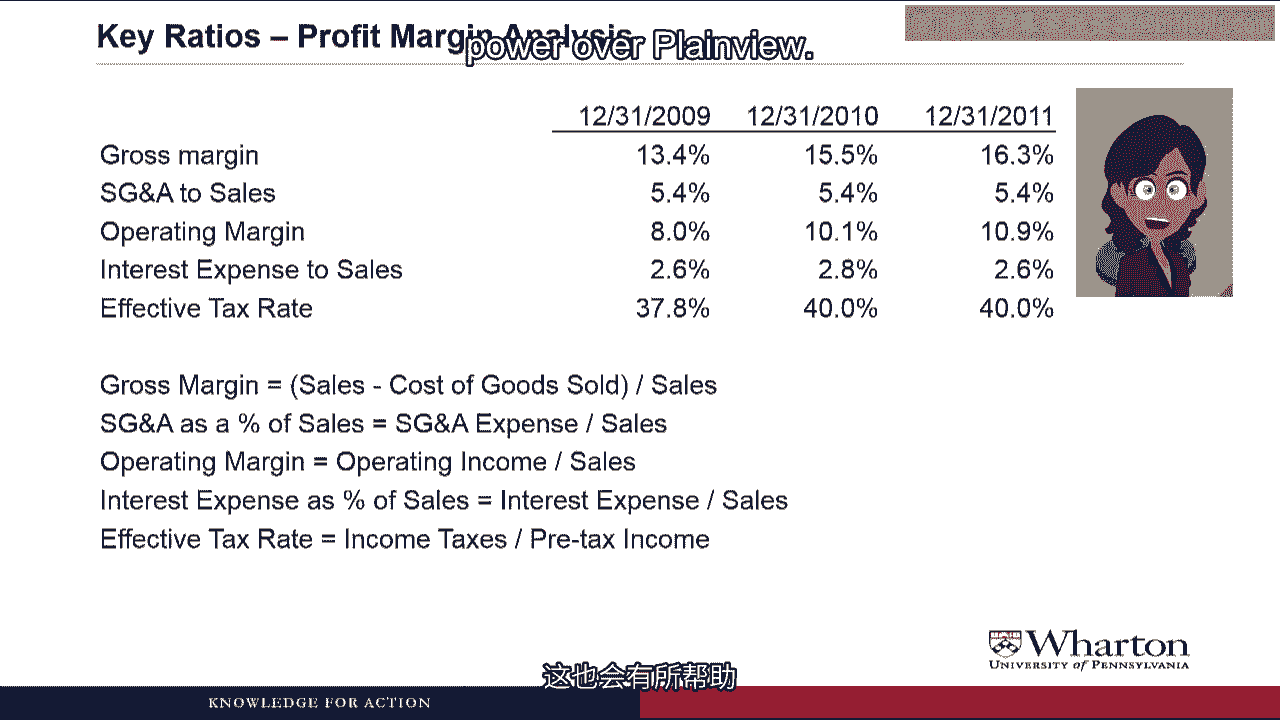 Key Ratios – Profit Margin Analysis
power over Plainview.
12/31/2009 12/31/2010 12/31/2011
Gross margin 13.4% 15.5% 16.3%
SG&A to Sales 5.4% 5.4% 5.4%
Operating Margin 8.0% 10.1% 10.9%
Interest Expense to Sales 2.6% 2.8% 2.6%
Effective Tax Rate 37.8% 40.0% 40.0%
Gross Margin = (Sales - Cost of Goods Sold) / Sales
SG&A as a % of Sales = SG&A Expense / Sales
Operating Margin = Operating Income / Sales
Interest Expense as % of Sales = Interest Expense / Sales
Effective Tax Rate = Income Taxes / Pre-tax Income
Wharton
UNIVERSITY of PENNSYLVANIA
这也会有所帮助
KNOWLEDGE FOR ACTION